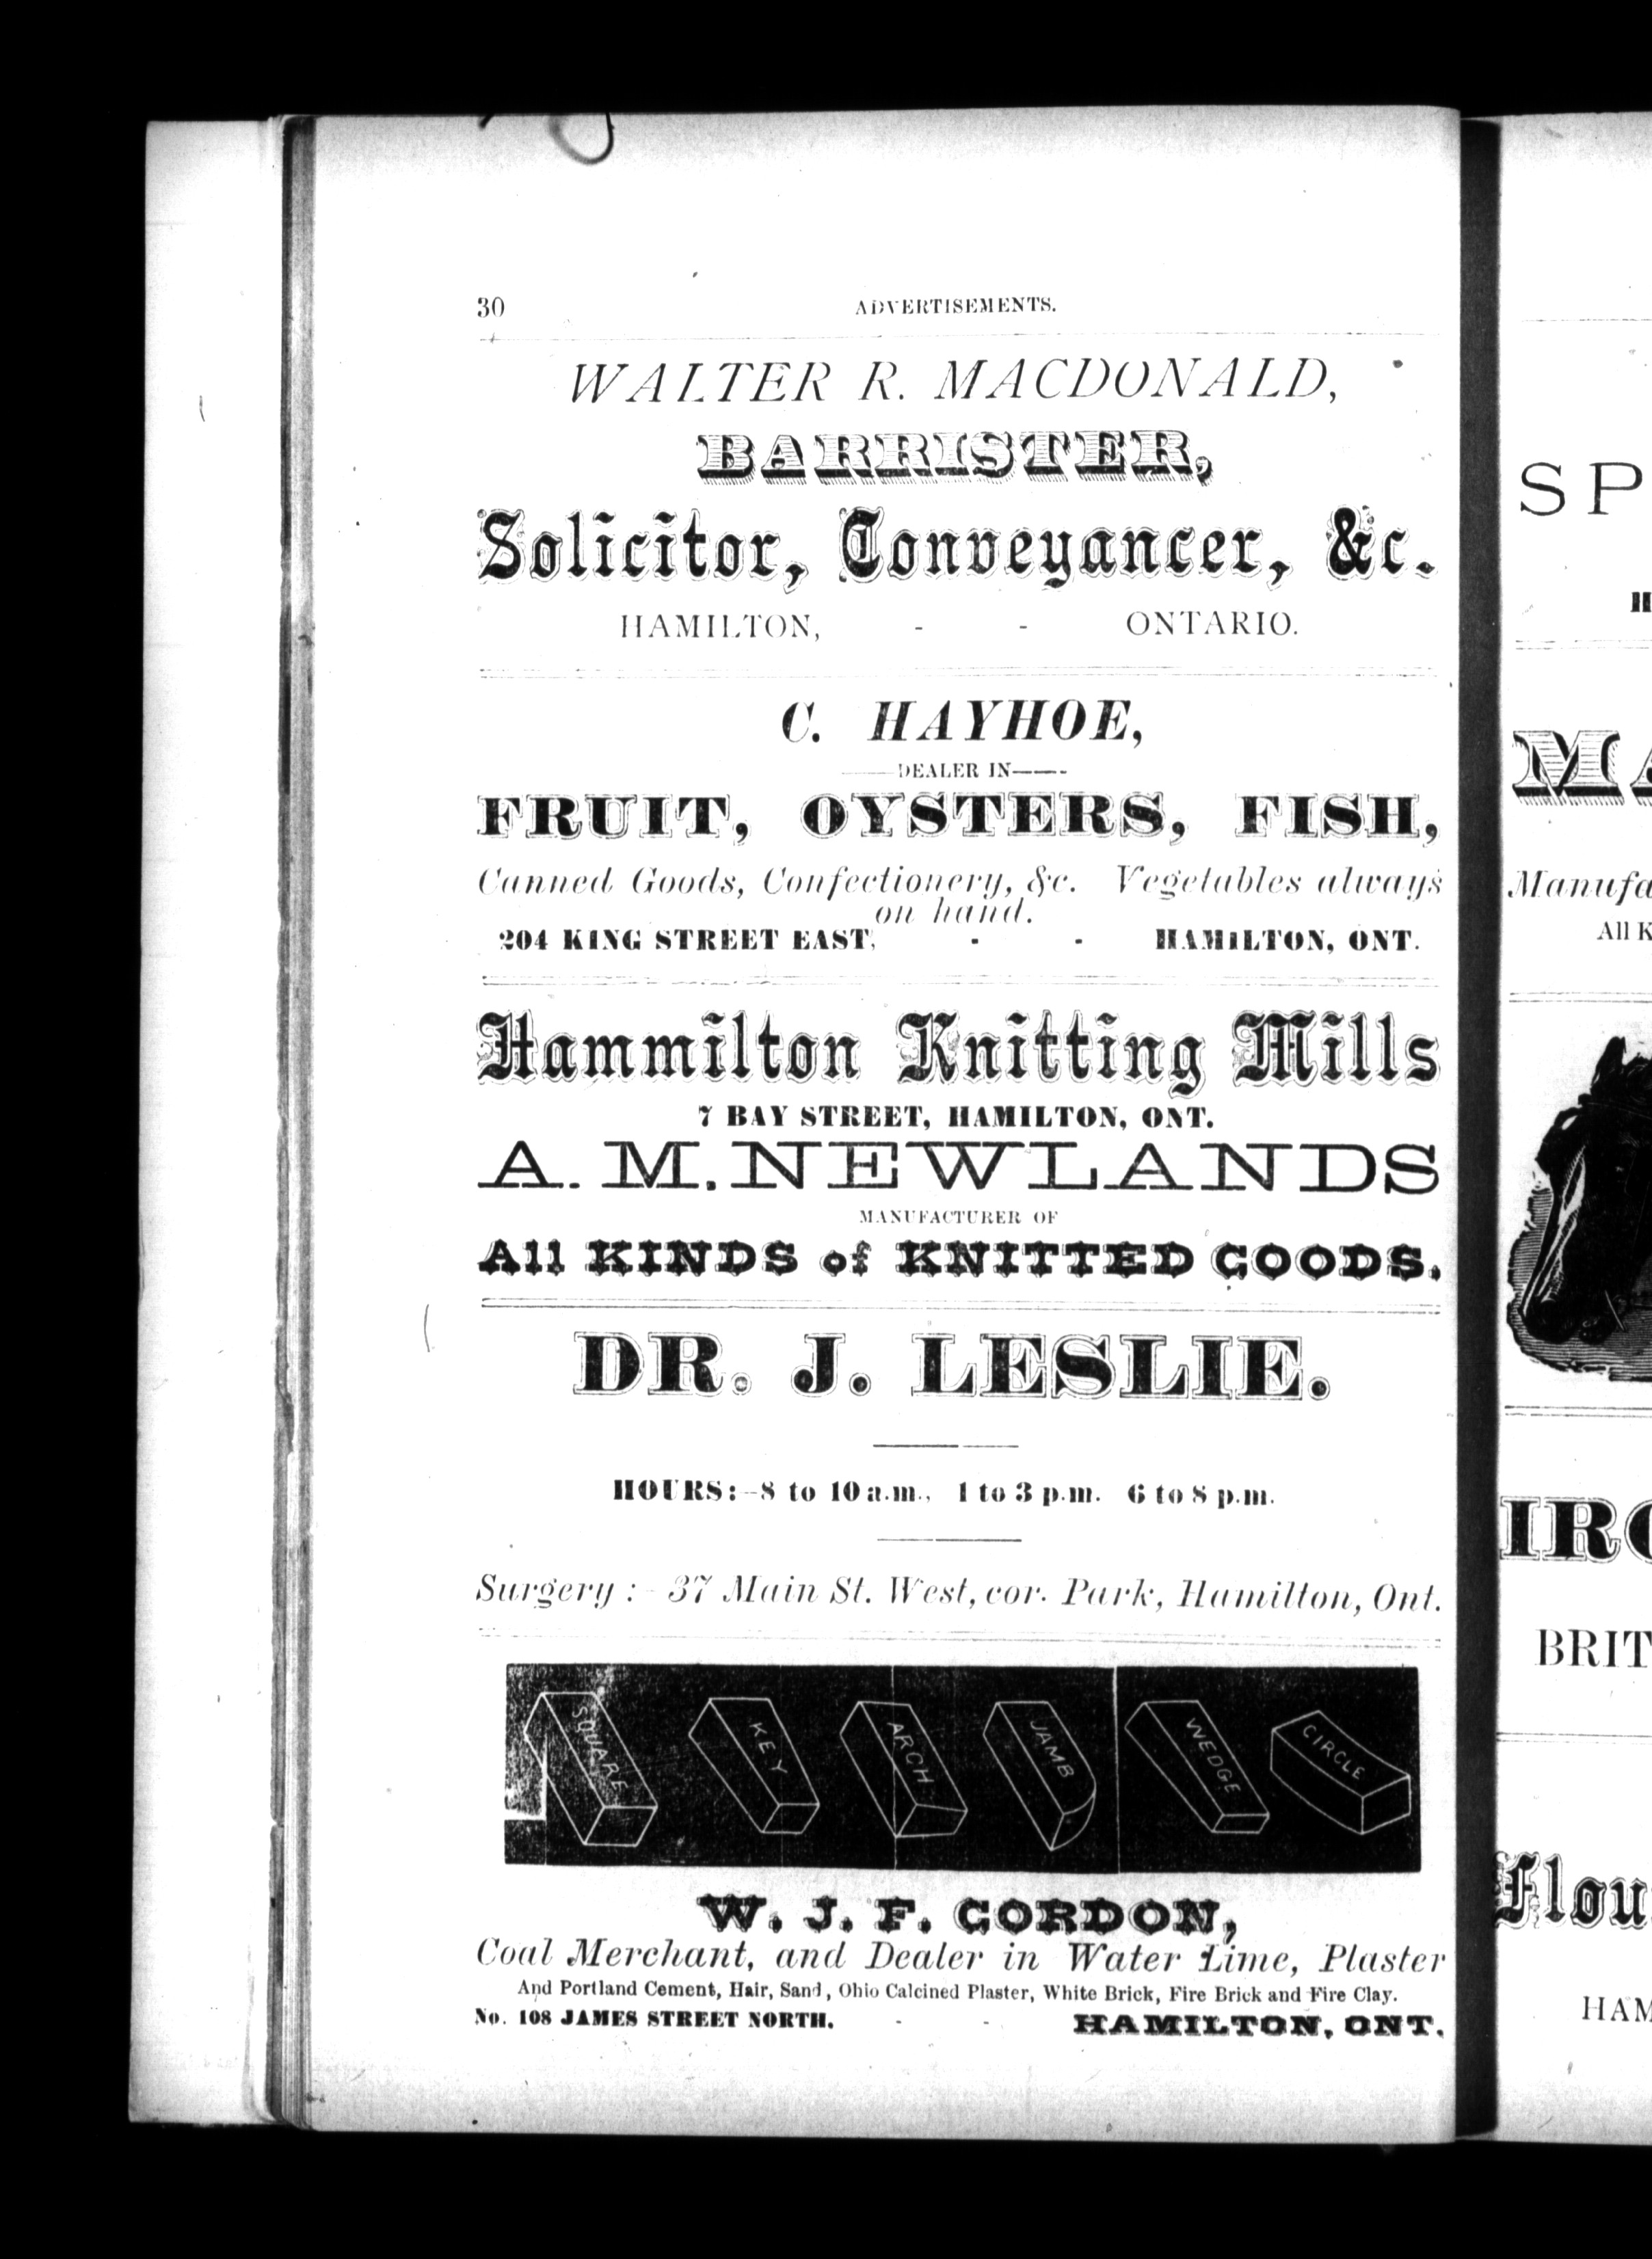 30 ADVERTISEMENTS.
WALTER R. MACDONALD,
BARRISTER,
Solicitor, Conveyancer, &c.
HAMILTON, - - ONTARIO.
C. HAYHOE,
——DEALER IN——
FRUIT, OYSTERS, FISH,
Canned Goods, Confectionery, &c. Vegetables always
on hand.
204 KING STREET EAST, - - HAMILTON, ONT.
Hammilton Knitting Mills
7 BAY STREET, HAMILTON, ONT.
A. M. NEWLANDS
MANUFACTURER OF
All KINDS of KNITTED GOODS.
DR. J. LESLIE.
HOURS:—8 to 10 a.m., 1 to 3 p.m. 6 to 8 p.m.
Surgery :- 37 Main St. West, cor. Park, Hamilton, Ont.
SQUARE KEY ARCH JAMB WEDGE CIRCLE
W. J. F. GORDON,
Coal Merchant, and Dealer in Water Lime, Plaster
And Portland Cement, Hair, Sand, Ohio Calcined Plaster, White Brick, Fire Brick and Fire Clay.
No. 108 JAMES STREET NORTH. - - HAMILTON, ONT.
SP
H
MA
Manufa
All K
IRO
BRIT
Flou
HAM